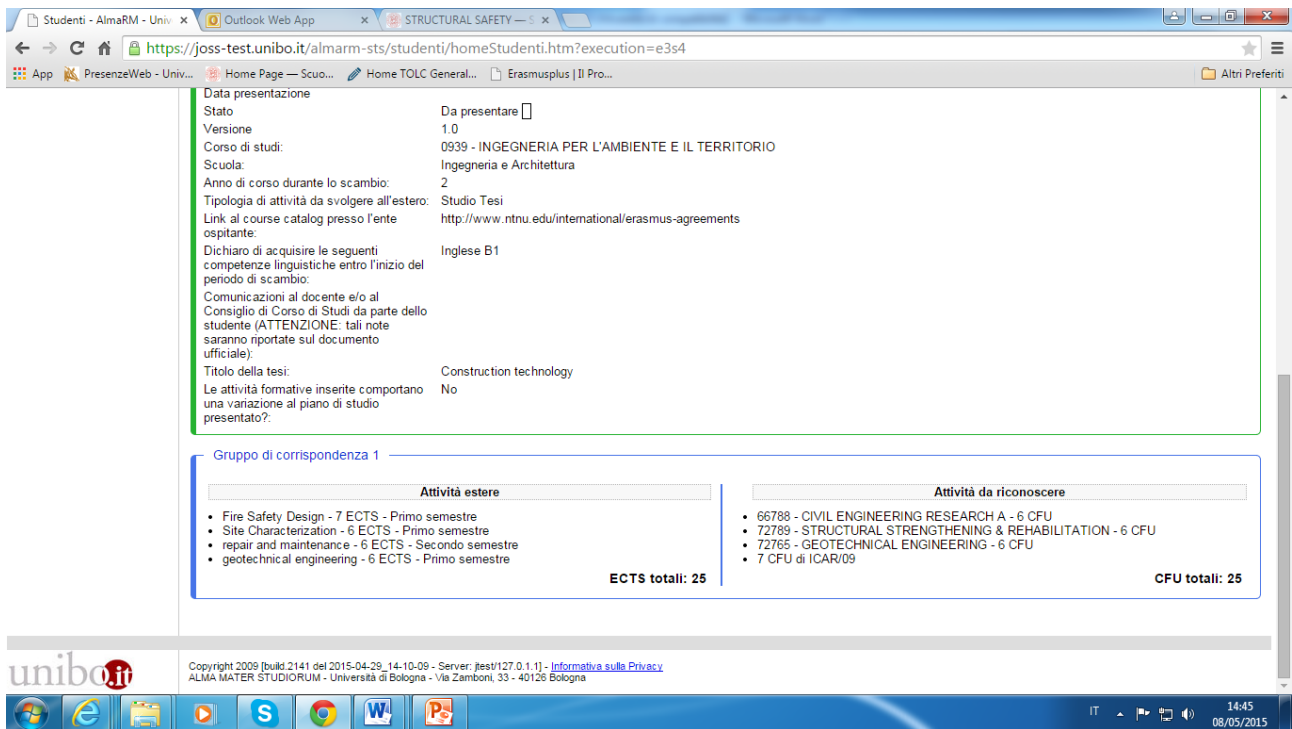 Studenti - AlmaRM - Univ
Outlook Web App
STRUCTURAL SAFETY — S
https://joss-test.unibo.it/almarm-sts/studenti/homeStudenti.htm?execution=e3s4
App
PresenzeWeb - Univ...
Home Page — Scuo...
Home TOLC General...
Erasmusplus | Il Pro...
Altri Preferiti
Data presentazione
Stato Da presentare
Versione 1.0
Corso di studi: 0939 - INGEGNERIA PER L'AMBIENTE E IL TERRITORIO
Scuola: Ingegneria e Architettura
Anno di corso durante lo scambio: 2
Tipologia di attività da svolgere all'estero: Studio Tesi
Link al course catalog presso l'ente http://www.ntnu.edu/international/erasmus-agreements
ospitante:
Dichiaro di acquisire le seguenti Inglese B1
competenze linguistiche entro l'inizio del
periodo di scambio:
Comunicazioni al docente e/o al
Consiglio di Corso di Studi da parte dello
studente (ATTENZIONE: tali note
saranno riportate sul documento
ufficiale):
Titolo della tesi: Construction technology
Le attività formative inserite comportano No
una variazione al piano di studio
presentato?:
Gruppo di corrispondenza 1
Attività estere
• Fire Safety Design - 7 ECTS - Primo semestre
• Site Characterization - 6 ECTS - Primo semestre
• repair and maintenance - 6 ECTS - Secondo semestre
• geotechnical engineering - 6 ECTS - Primo semestre
ECTS totali: 25
Attività da riconoscere
• 66788 - CIVIL ENGINEERING RESEARCH A - 6 CFU
• 72789 - STRUCTURAL STRENGTHENING & REHABILITATION - 6 CFU
• 72765 - GEOTECHNICAL ENGINEERING - 6 CFU
• 7 CFU di ICAR/09
CFU totali: 25
unibo.it
Copyright 2009 [build.2141 del 2015-04-29_14-10-09 - Server: jtest/127.0.1.1] - Informativa sulla Privacy
ALMA MATER STUDIORUM - Università di Bologna - Via Zamboni, 33 - 40126 Bologna
IT
14:45
08/05/2015